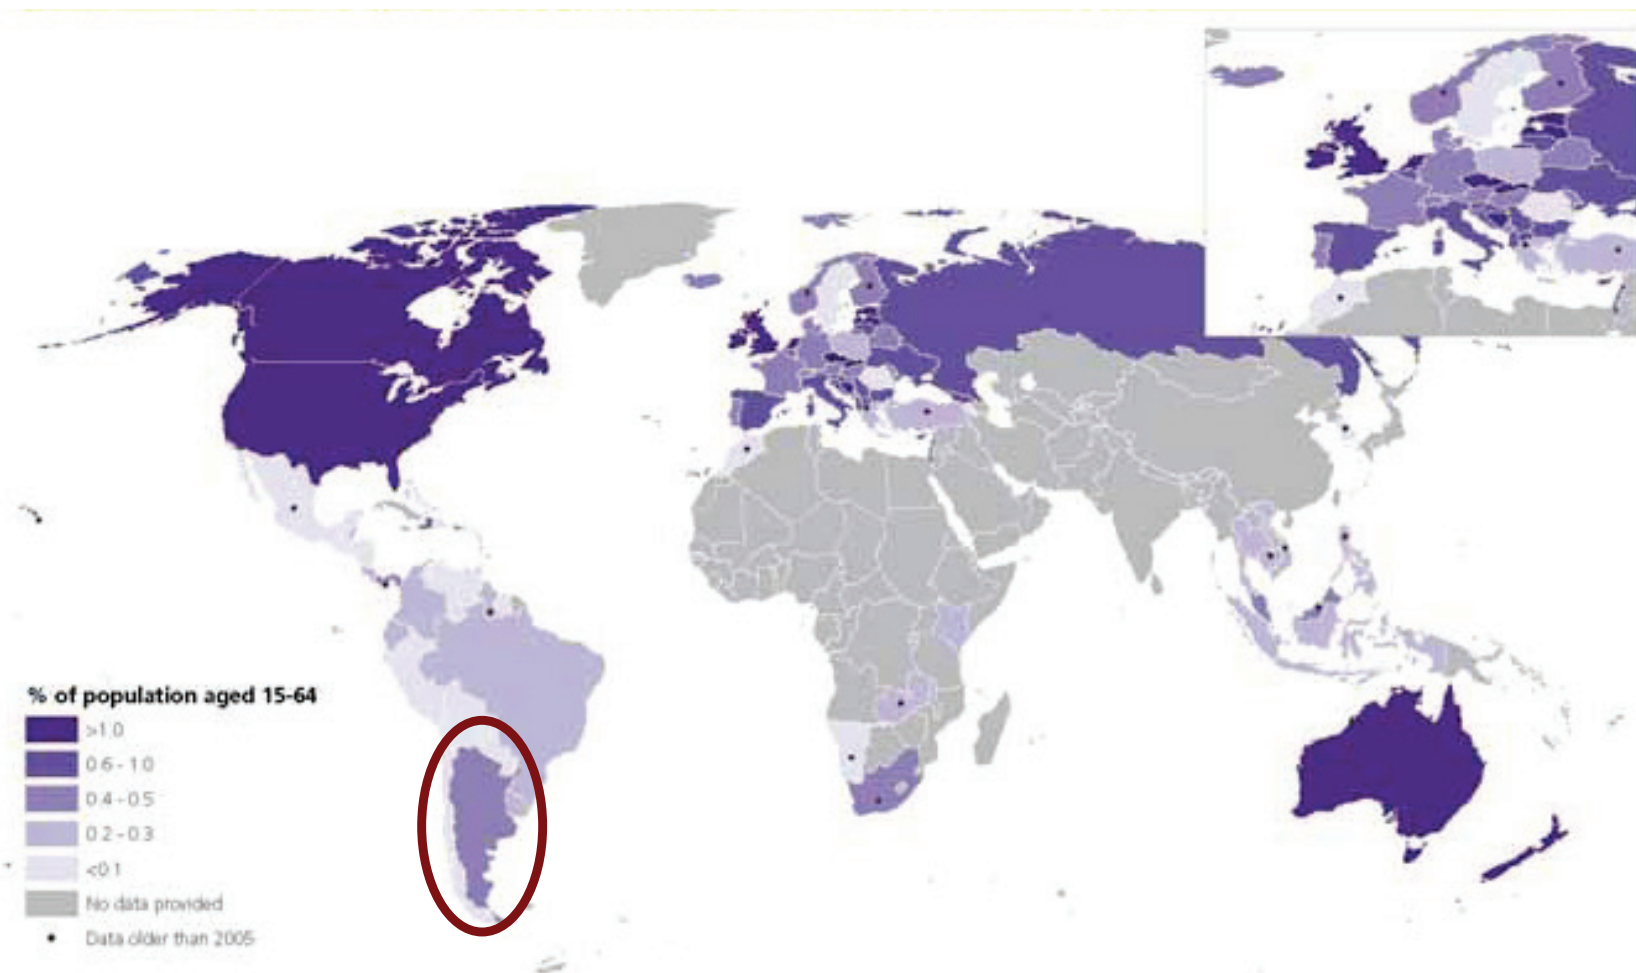 % of population aged 15-64
>1.0
0.6 - 1.0
0.4 - 0.5
0.2 - 0.3
<0.1
No data provided
Data older than 2005